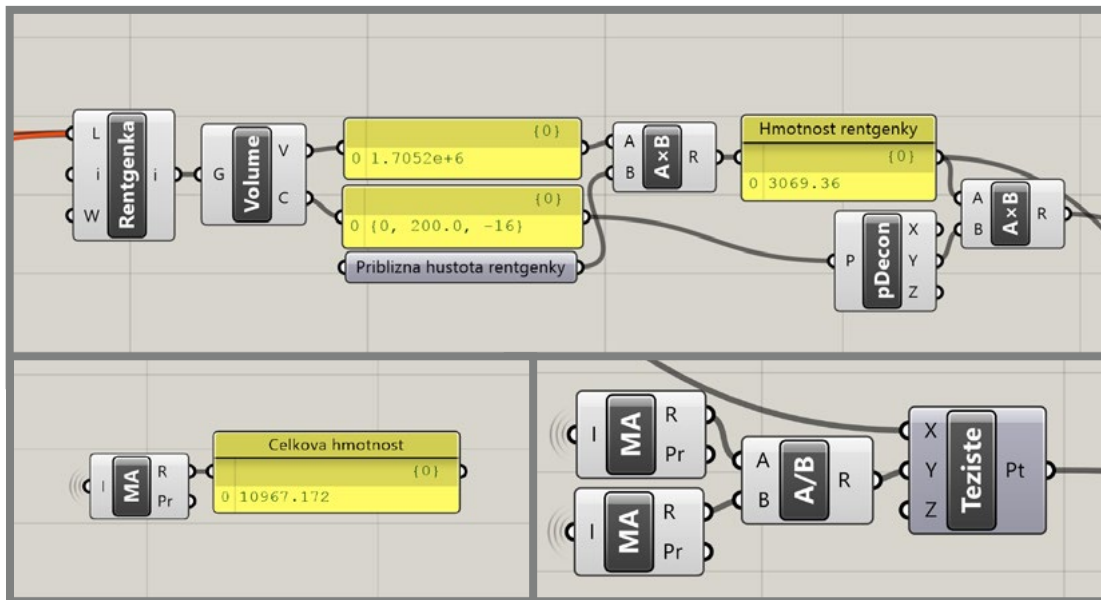 L
i
W
Rentgenka
i
G
Volume
V
C
{0}
0 1.7052e+6
{0}
0 {0, 200.0, -16}
Priblizna hustota rentgenky
A
B
A×B
R
Hmotnost rentgenky
{0}
0 3069.36
P
pDecon
X
Y
Z
A
B
A×B
R
I
MA
R
Pr
Celkova hmotnost
{0}
0 10967.172
I
MA
R
Pr
I
MA
R
Pr
A
B
A/B
R
X
Y
Z
Teziste
Pt